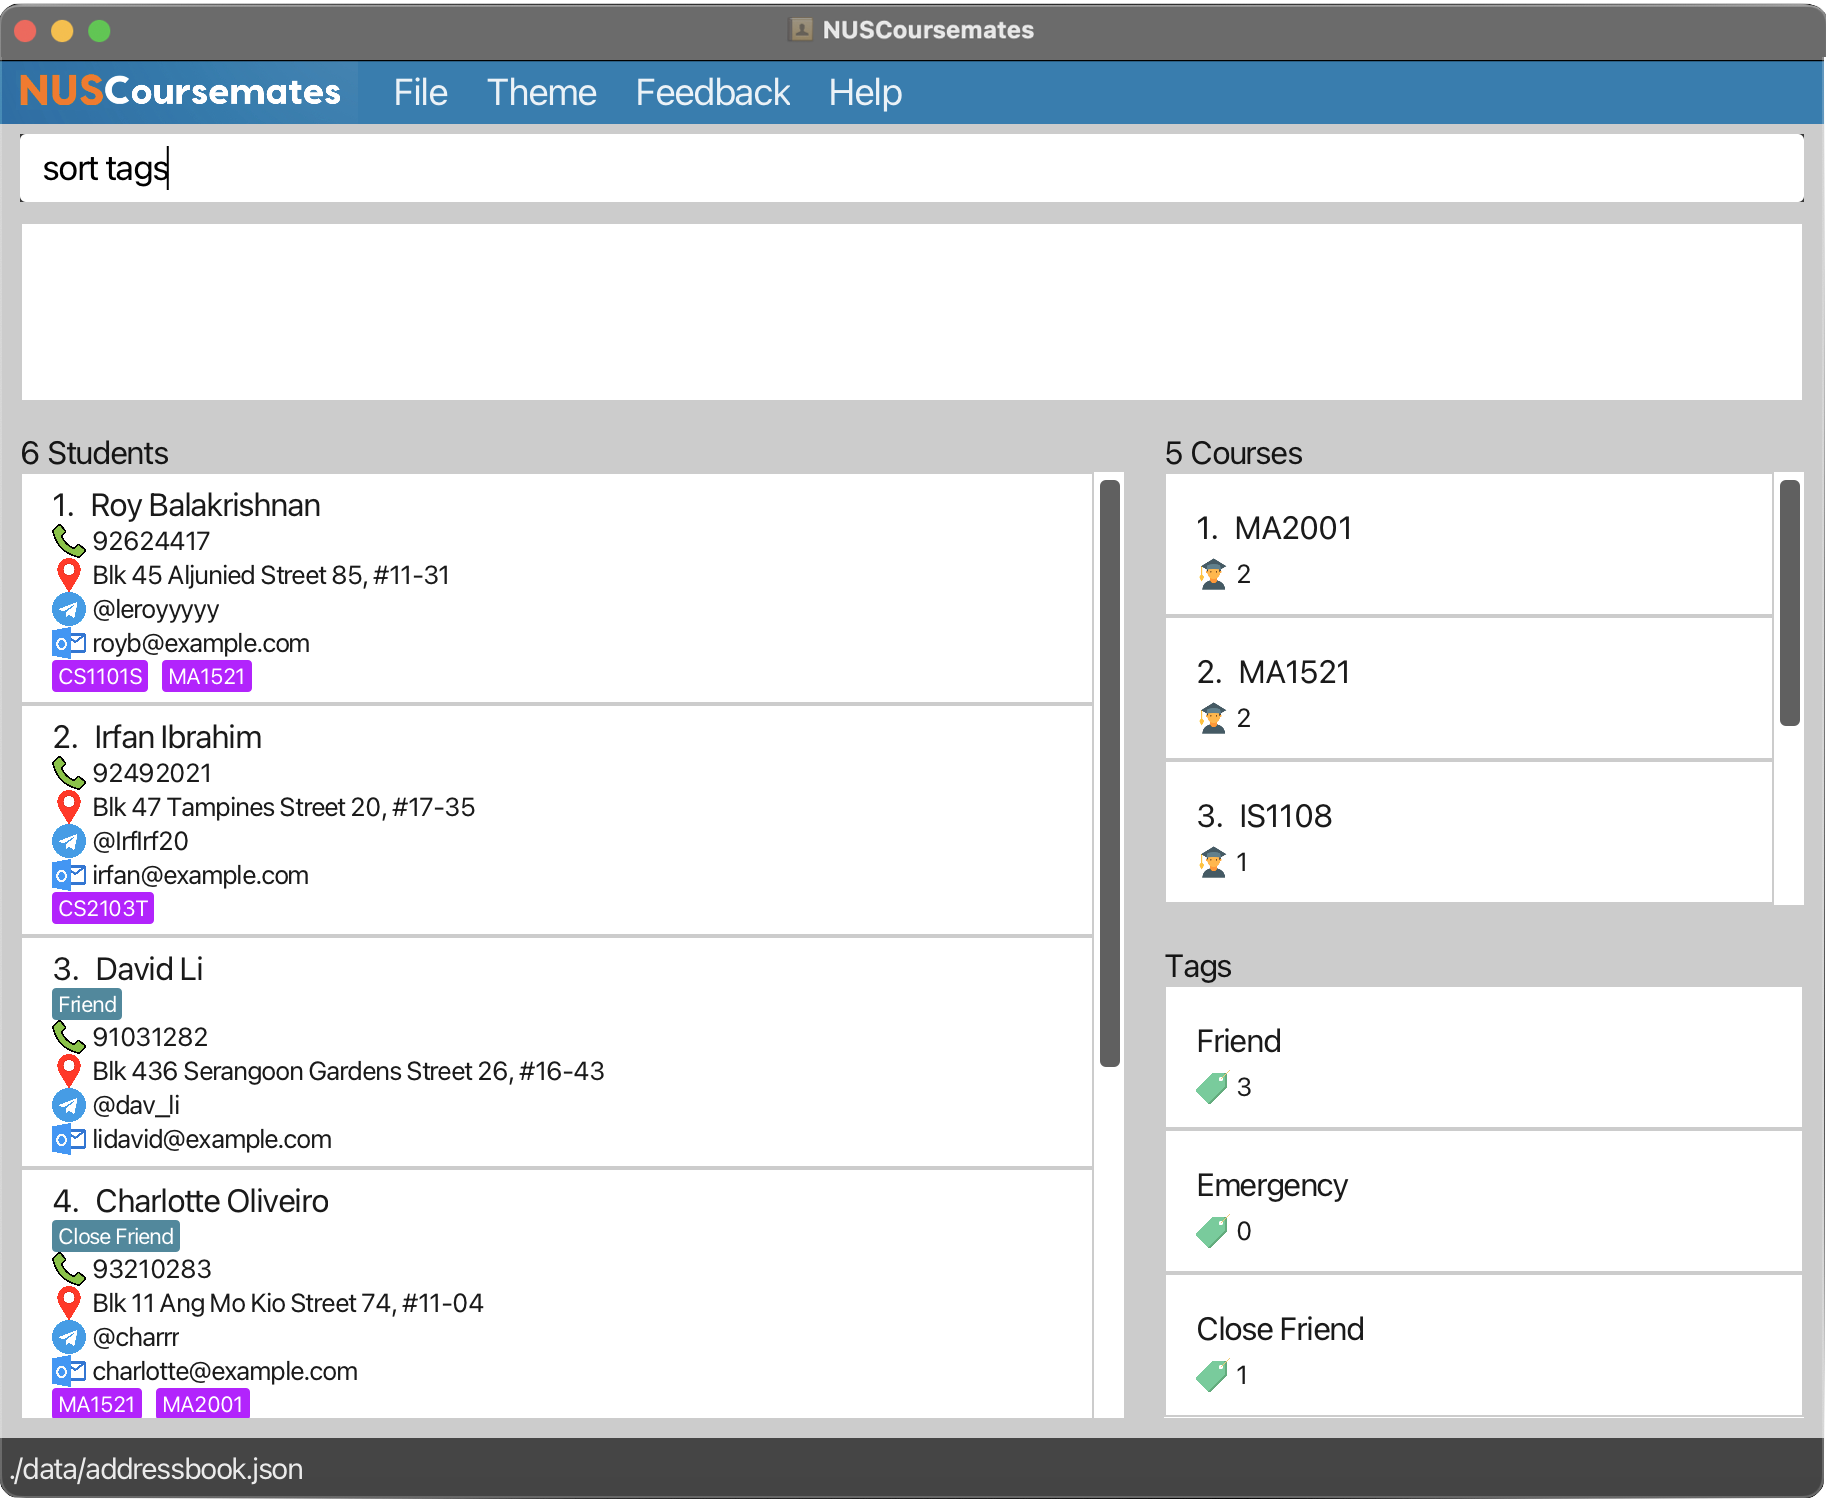 NUSCoursemates
NUSCoursemates File Theme Feedback Help
sort tags
6 Students
1. Roy Balakrishnan
92624417
Blk 45 Aljunied Street 85, #11-31
@leroyyyyy
royb@example.com
CS1101S MA1521
2. Irfan Ibrahim
92492021
Blk 47 Tampines Street 20, #17-35
@IrfIrf20
irfan@example.com
CS2103T
3. David Li
Friend
91031282
Blk 436 Serangoon Gardens Street 26, #16-43
@dav_li
lidavid@example.com
4. Charlotte Oliveiro
Close Friend
93210283
Blk 11 Ang Mo Kio Street 74, #11-04
@charrr
charlotte@example.com
MA1521 MA2001
5 Courses
1. MA2001
2
2. MA1521
2
3. IS1108
1
Tags
Friend
3
Emergency
0
Close Friend
1
./data/addressbook.json